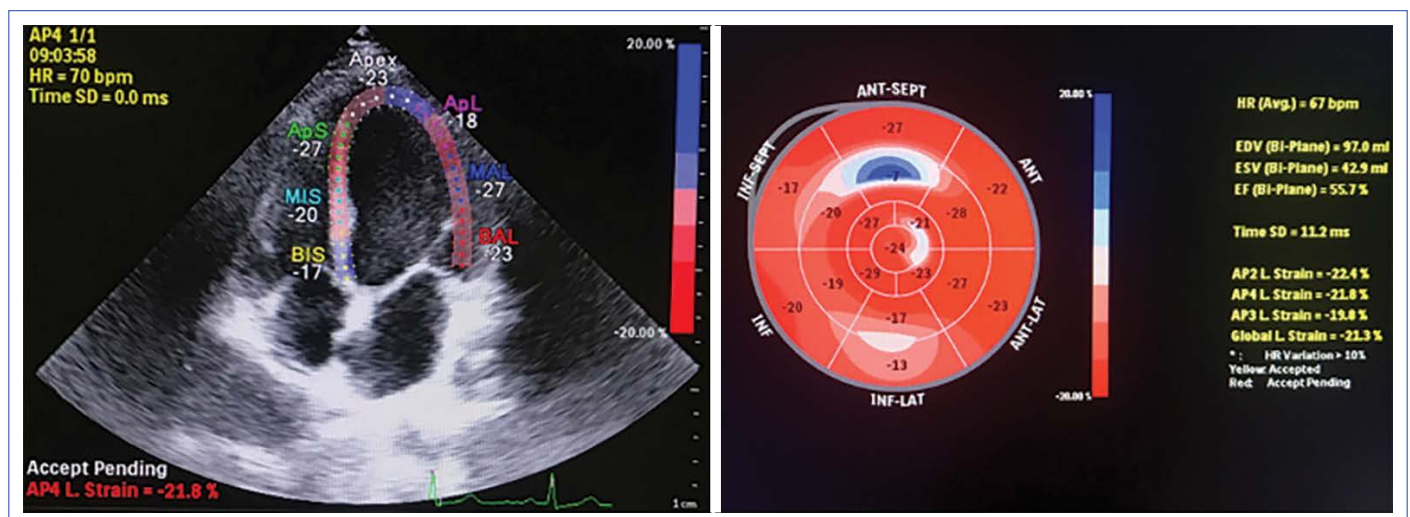 AP4 1/1
09:03:58
HR = 70 bpm
Time SD = 0.0 ms
20.00 %
Apex
-23
ApL
-18
ApS
-27
MAL
-27
MIS
-20
BAL
-23
BIS
-17
-20.00 %
Accept Pending
AP4 L. Strain = -21.8 %
1cm
ANT-SEPT
20.00 %
-27
INF-SEPT
ANT
-7
-17
-22
-20
-28
-27
-21
-24
-29
-23
-19
-27
-20
-23
-17
INF
ANT-LAT
-13
INF-LAT
-20.00 %
HR (Avg.) = 67 bpm
EDV (Bi-Plane) = 97.0 ml
ESV (Bi-Plane) = 42.9 ml
EF (Bi-Plane) = 55.7 %
Time SD = 11.2 ms
AP2 L. Strain = -22.4 %
AP4 L. Strain = -21.8 %
AP3 L. Strain = -19.8 %
Global L. Strain = -21.3 %
* : HR Variation > 10%
Yellow: Accepted
Red: Accept Pending